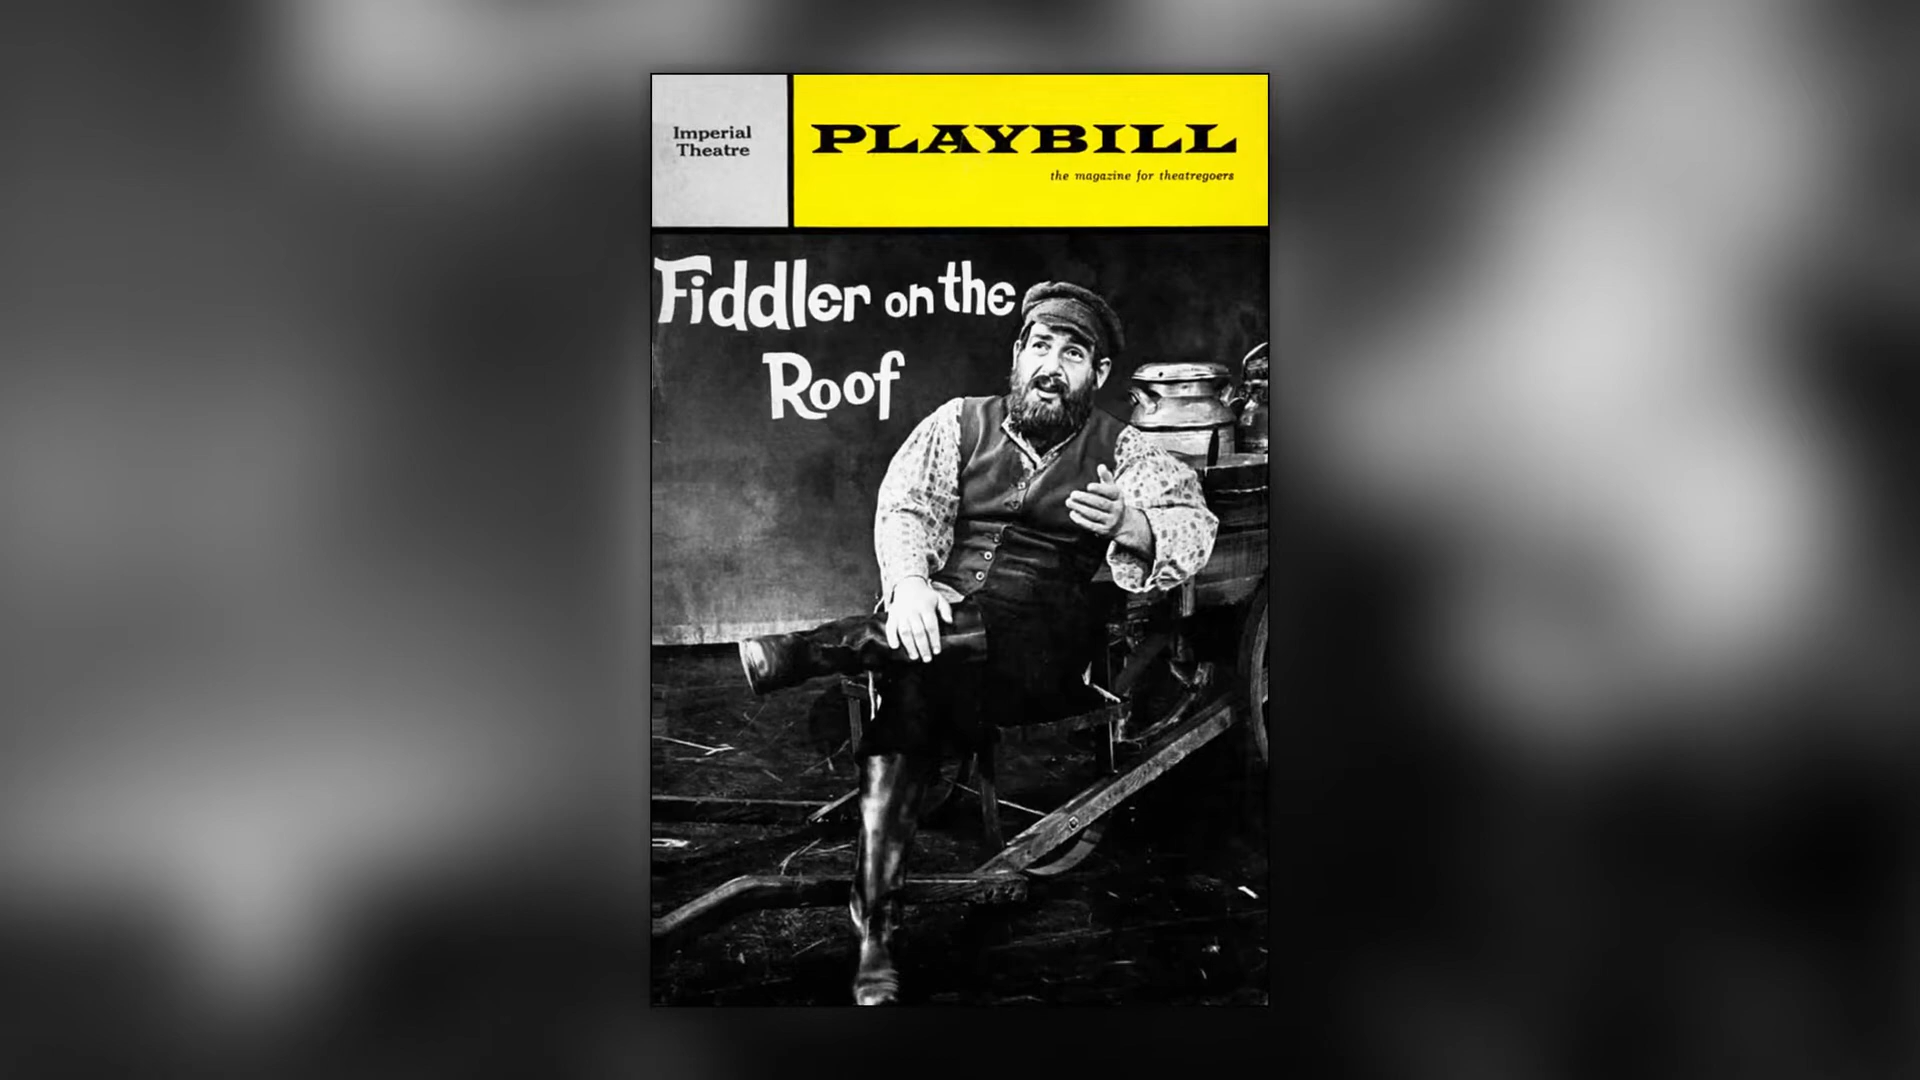 Imperial
Theatre
PLAYBILL
the magazine for theatregoers
Fiddler on the
Roof